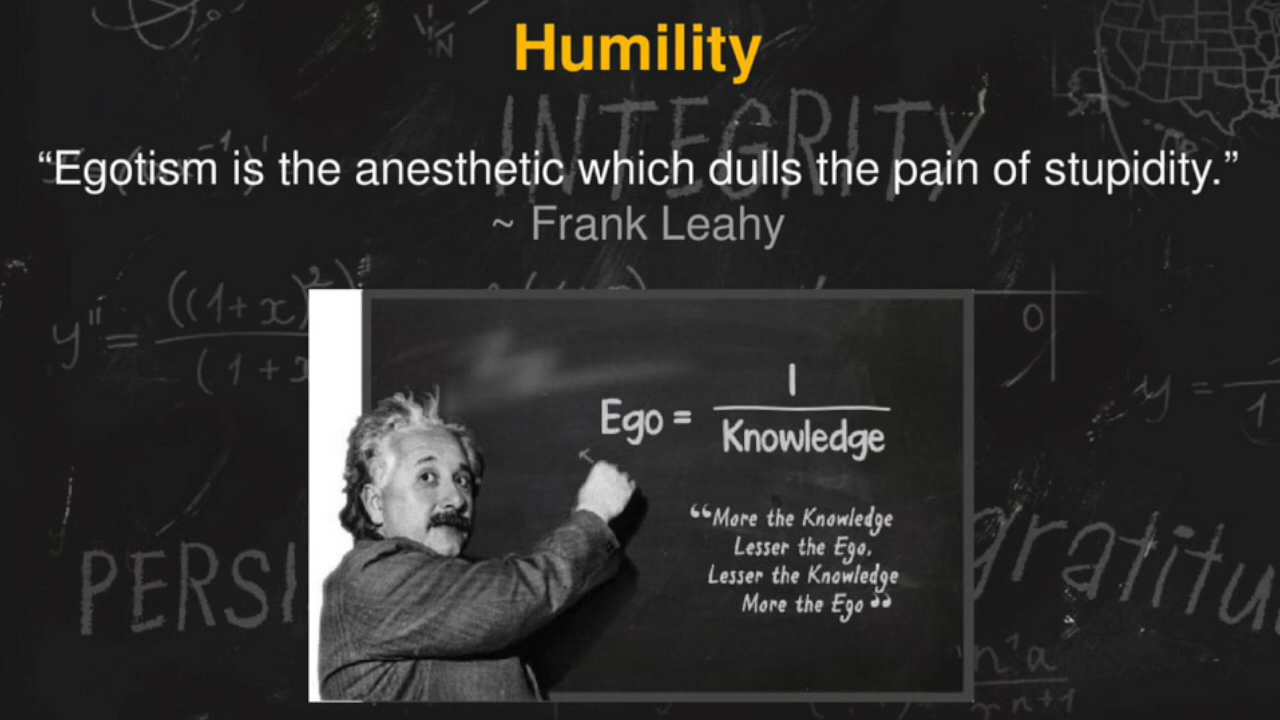 Humility
INTEGRITY
“Egotism is the anesthetic which dulls the pain of stupidity.”
~ Frank Leahy
Ego = 1 / Knowledge
“More the Knowledge
Lesser the Ego,
Lesser the Knowledge
More the Ego”
PERSI
gratitu